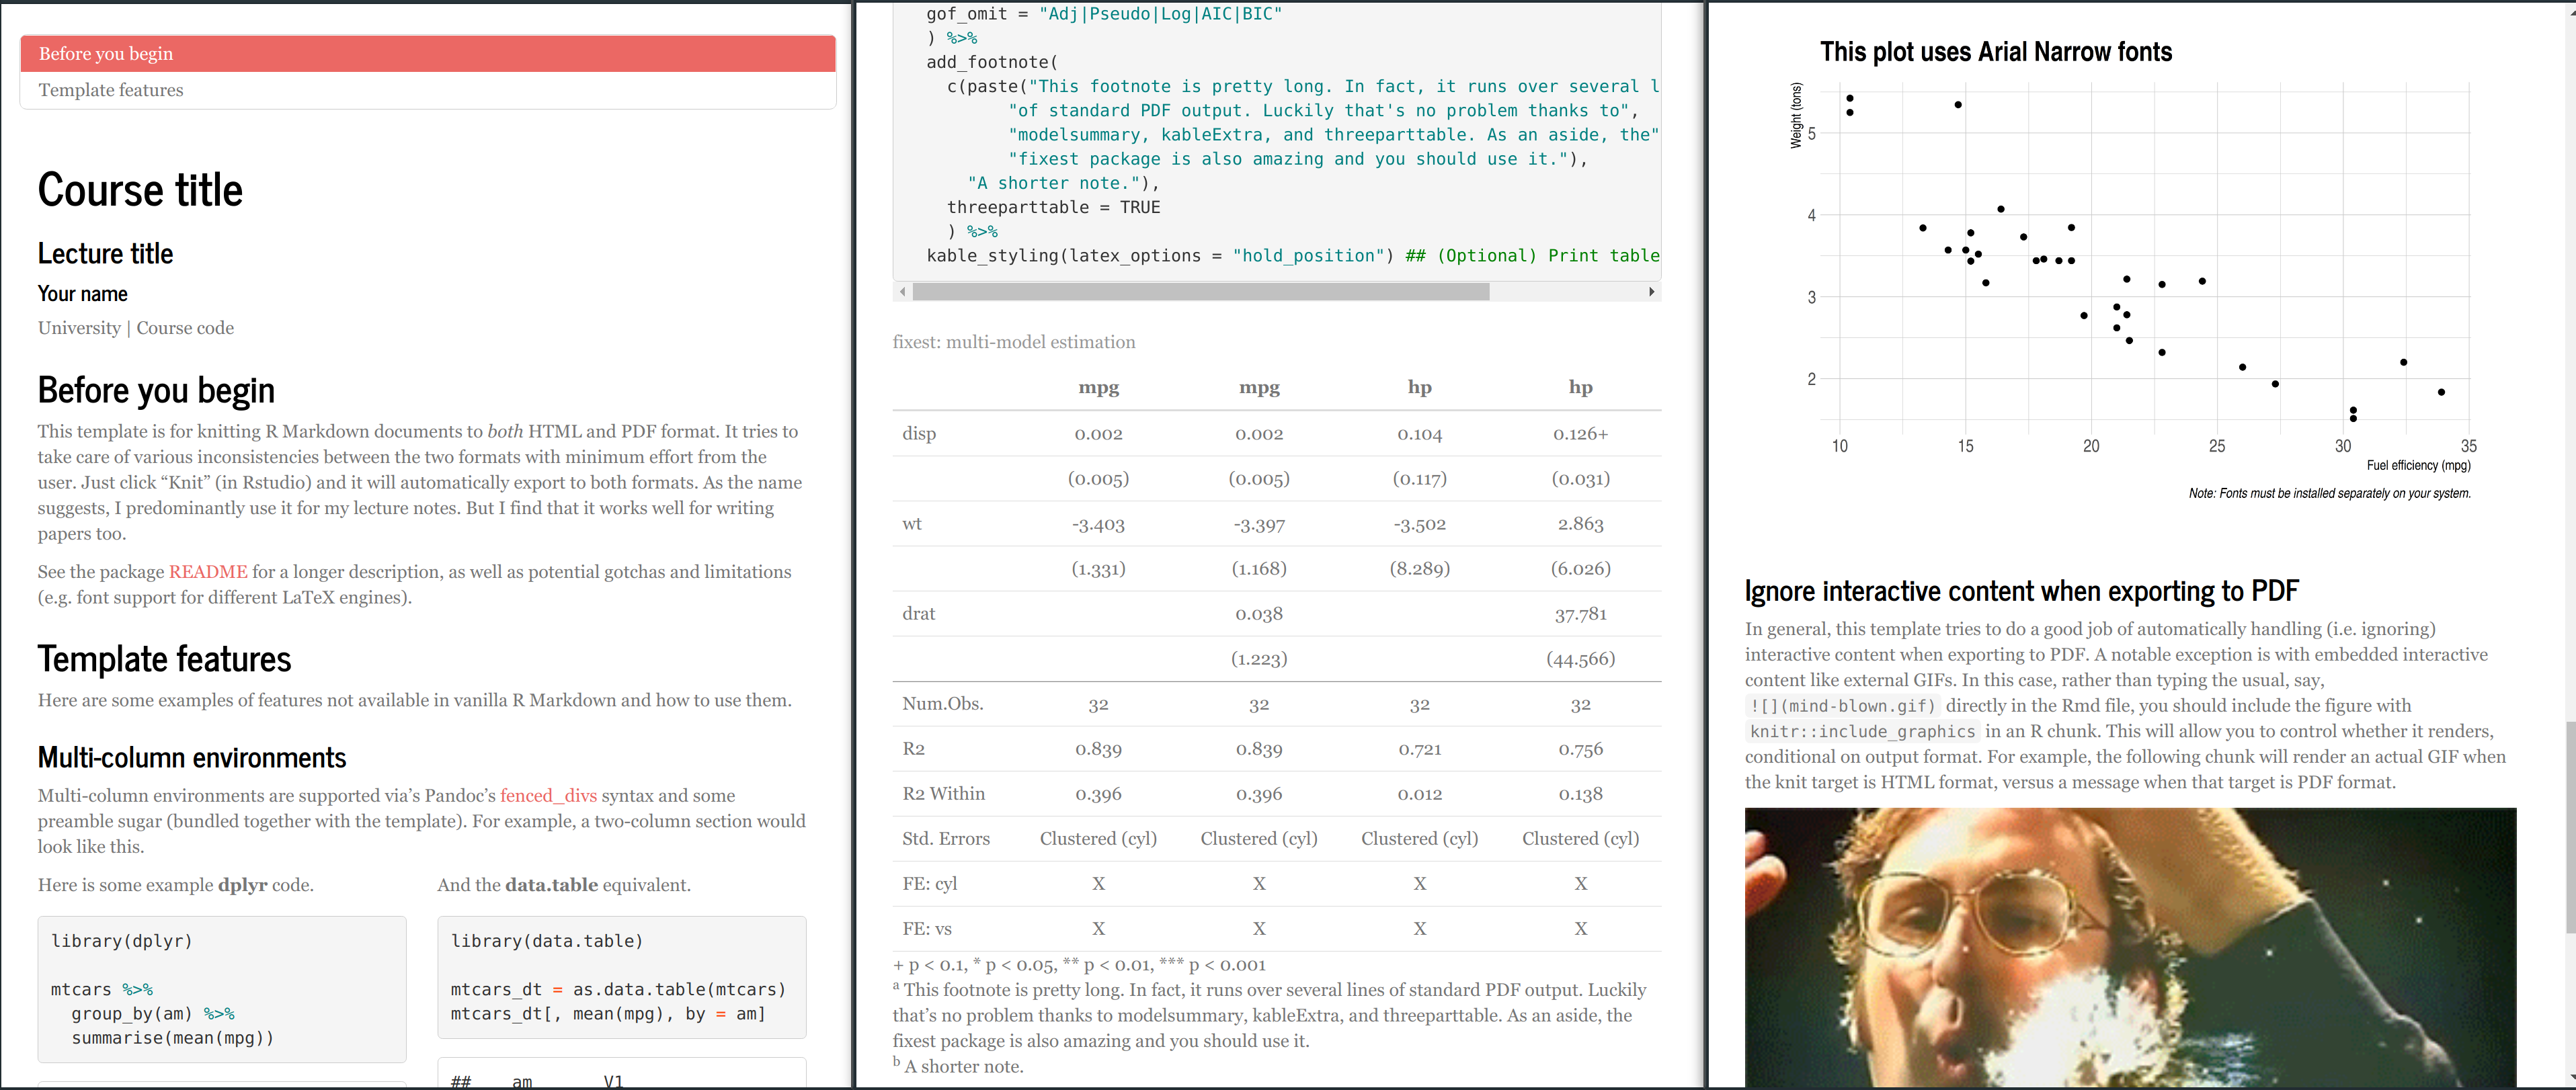 Before you begin
Template features
Course title
Lecture title
Your name
University | Course code
Before you begin
This template is for knitting R Markdown documents to both HTML and PDF format. It tries to
take care of various inconsistencies between the two formats with minimum effort from the
user. Just click “Knit” (in Rstudio) and it will automatically export to both formats. As the name
suggests, I predominantly use it for my lecture notes. But I find that it works well for writing
papers too.
See the package README for a longer description, as well as potential gotchas and limitations
(e.g. font support for different LaTeX engines).
Template features
Here are some examples of features not available in vanilla R Markdown and how to use them.
Multi-column environments
Multi-column environments are supported via’s Pandoc’s fenced_divs syntax and some
preamble sugar (bundled together with the template). For example, a two-column section would
look like this.
Here is some example dplyr code.
library(dplyr)
mtcars %>%
group_by(am) %>%
summarise(mean(mpg))
And the data.table equivalent.
library(data.table)
mtcars_dt = as.data.table(mtcars)
mtcars_dt[, mean(mpg), by = am]
## am V1
gof_omit = "Adj|Pseudo|Log|AIC|BIC"
) %>%
add_footnote(
c(paste("This footnote is pretty long. In fact, it runs over several l
"of standard PDF output. Luckily that's no problem thanks to",
"modelsummary, kableExtra, and threeparttable. As an aside, the"
"fixest package is also amazing and you should use it."),
"A shorter note."),
threeparttable = TRUE
) %>%
kable_styling(latex_options = "hold_position") ## (Optional) Print table
fixest: multi-model estimation
mpg mpg hp hp
disp 0.002 0.002 0.104 0.126+
(0.005) (0.005) (0.117) (0.031)
wt -3.403 -3.397 -3.502 2.863
(1.331) (1.168) (8.289) (6.026)
drat 0.038 37.781
(1.223) (44.566)
Num.Obs. 32 32 32 32
R2 0.839 0.839 0.721 0.756
R2 Within 0.396 0.396 0.012 0.138
Std. Errors Clustered (cyl) Clustered (cyl) Clustered (cyl) Clustered (cyl)
FE: cyl X X X X
FE: vs X X X X
+ p < 0.1, * p < 0.05, ** p < 0.01, *** p < 0.001
a This footnote is pretty long. In fact, it runs over several lines of standard PDF output. Luckily
that’s no problem thanks to modelsummary, kableExtra, and threeparttable. As an aside, the
fixest package is also amazing and you should use it.
b A shorter note.
This plot uses Arial Narrow fonts
Weight (tons)
5
4
3
2
10 15 20 25 30 35
Fuel efficiency (mpg)
Note: Fonts must be installed separately on your system.
Ignore interactive content when exporting to PDF
In general, this template tries to do a good job of automatically handling (i.e. ignoring)
interactive content when exporting to PDF. A notable exception is with embedded interactive
content like external GIFs. In this case, rather than typing the usual, say,
![](mind-blown.gif) directly in the Rmd file, you should include the figure with
knitr::include_graphics in an R chunk. This will allow you to control whether it renders,
conditional on output format. For example, the following chunk will render an actual GIF when
the knit target is HTML format, versus a message when that target is PDF format.